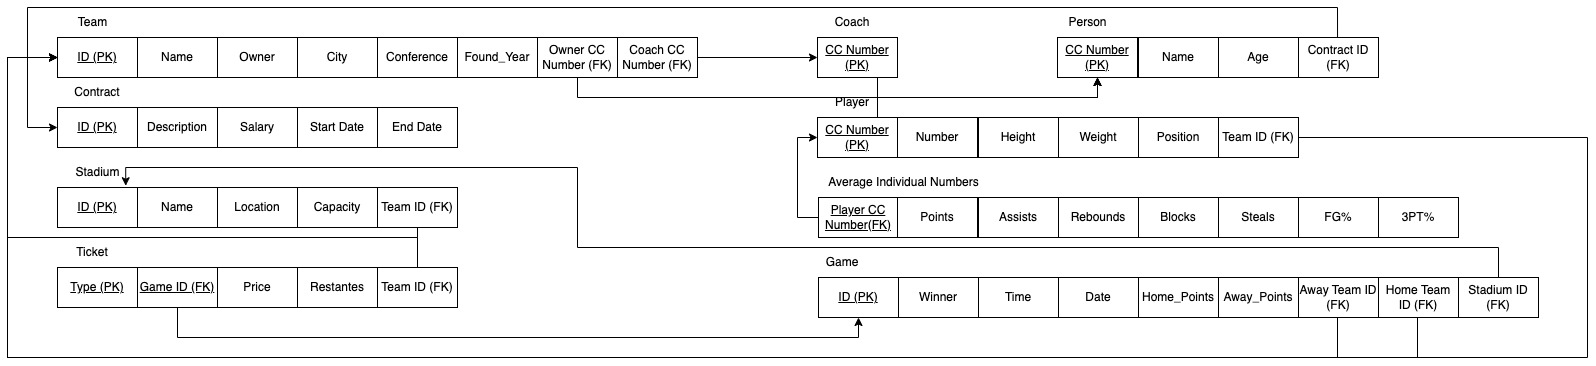 Team
ID (PK) Name Owner City Conference Found_Year Owner CC Number (FK) Coach CC Number (FK)
Coach
CC Number (PK)
Person
CC Number (PK) Name Age Contract ID (FK)
Contract
ID (PK) Description Salary Start Date End Date
Player
CC Number (PK) Number Height Weight Position Team ID (FK)
Stadium
ID (PK) Name Location Capacity Team ID (FK)
Average Individual Numbers
Player CC Number(FK) Points Assists Rebounds Blocks Steals FG% 3PT%
Ticket
Type (PK) Game ID (FK) Price Restantes Team ID (FK)
Game
ID (PK) Winner Time Date Home_Points Away_Points Away Team ID (FK) Home Team ID (FK) Stadium ID (FK)